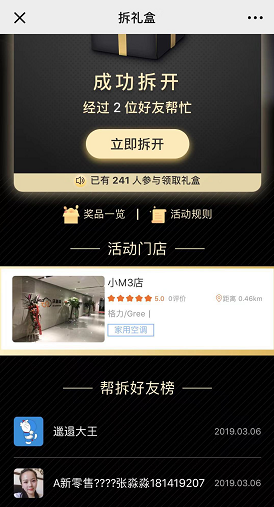 拆礼盒
成功拆开
经过 2 位好友帮忙
立即拆开
已有 241 人参与领取礼盒
奖品一览 | 活动规则
活动门店
小M3店
5.0 0评价 距离 0.46km
格力/Gree |
家用空调
帮拆好友榜
邋遢大王 2019.03.06
A新零售????张淼淼181419207 2019.03.06